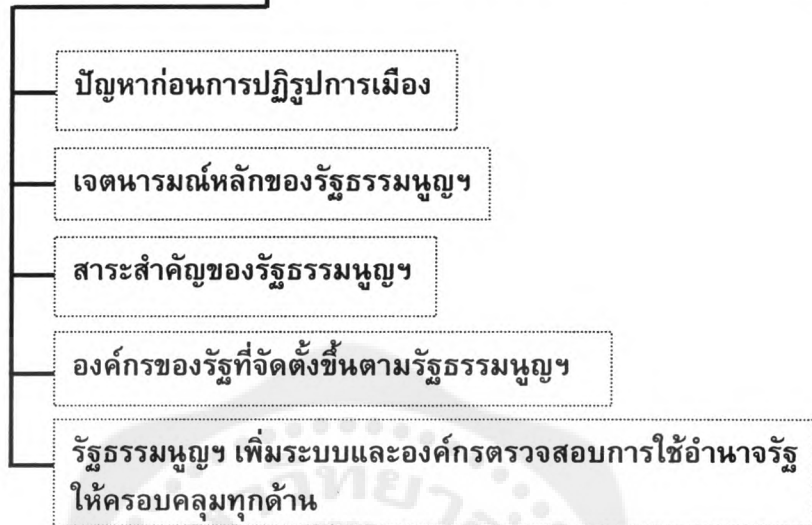 ปัญหาก่อนการปฏิรูปการเมือง
เจตนารมณ์หลักของรัฐธรรมนูญฯ
สาระสำคัญของรัฐธรรมนูญฯ
องค์กรของรัฐที่จัดตั้งขึ้นตามรัฐธรรมนูญฯ
รัฐธรรมนูญฯ เพิ่มระบบและองค์กรตรวจสอบการใช้อำนาจรัฐ
ให้ครอบคลุมทุกด้าน